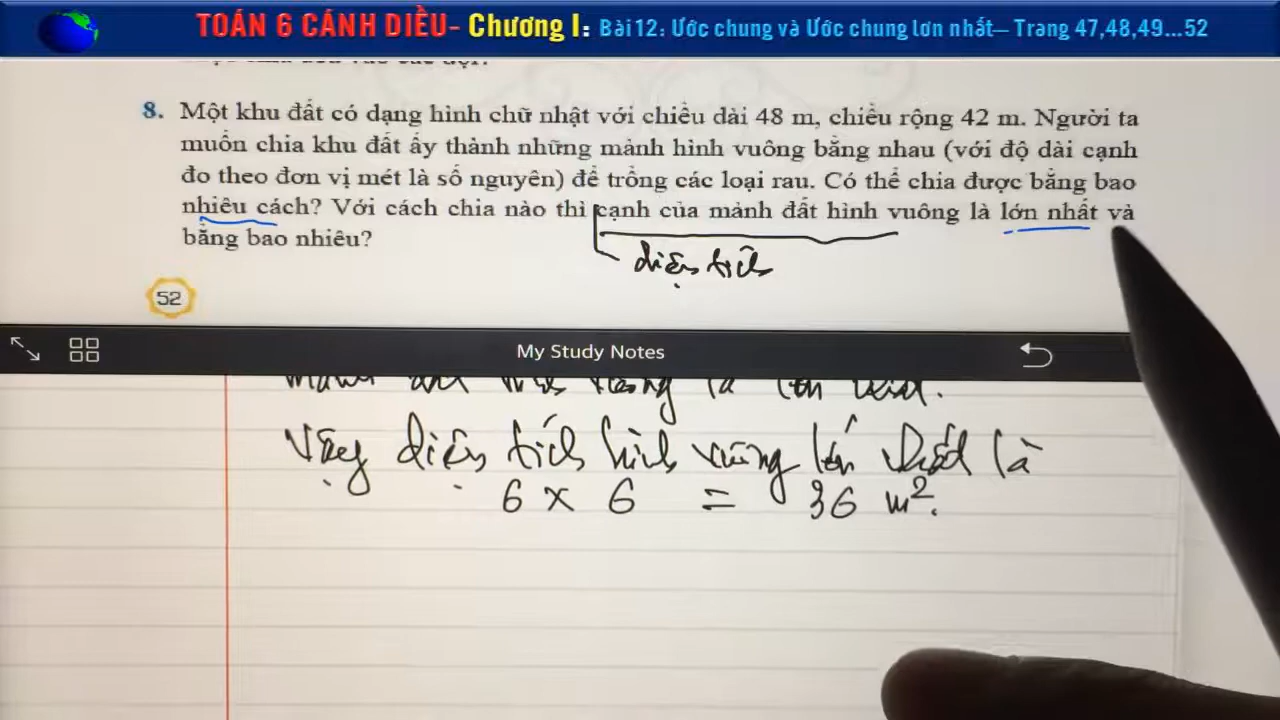 TOÁN 6 CÁNH DIỀU- Chương I: Bài 12: Ước chung và Ước chung lơn nhất– Trang 47,48,49...52
8. Một khu đất có dạng hình chữ nhật với chiều dài 48 m, chiều rộng 42 m. Người ta
muốn chia khu đất ấy thành những mảnh hình vuông bằng nhau (với độ dài cạnh
đo theo đơn vị mét là số nguyên) để trồng các loại rau. Có thể chia được bằng bao
nhiêu cách? Với cách chia nào thì cạnh của mảnh đất hình vuông là lớn nhất và
bằng bao nhiêu?
diện tích
52
My Study Notes
Vậy diện tích hình vuông lớn nhất là
6 x 6 = 36 m².